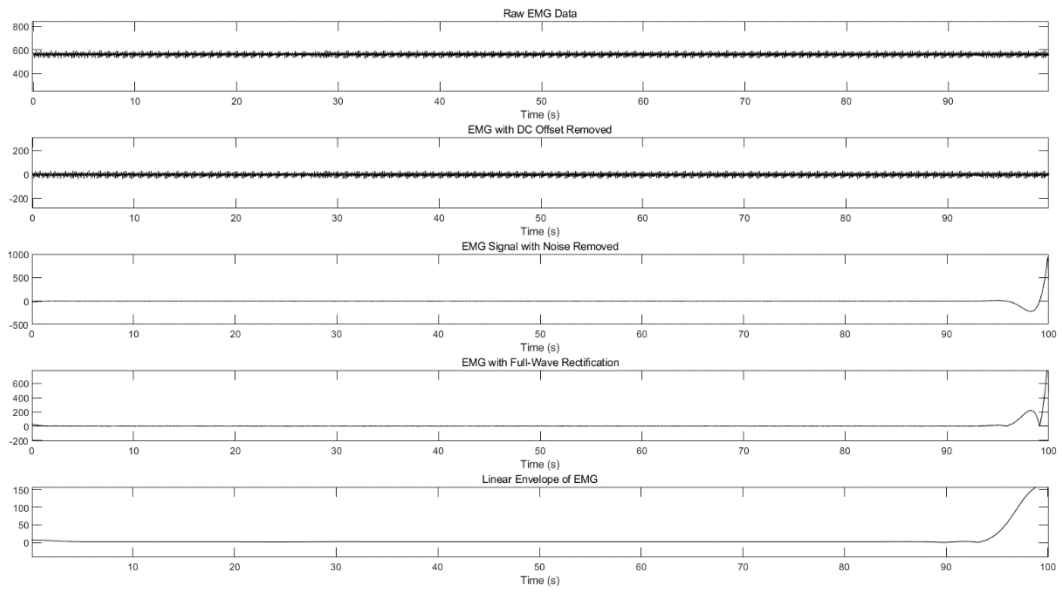 Raw EMG Data
800
600
400
0 10 20 30 40 50 60 70 80 90
Time (s)
EMG with DC Offset Removed
200
0
-200
0 10 20 30 40 50 60 70 80 90
Time (s)
EMG Signal with Noise Removed
1000
500
0
-500
0 10 20 30 40 50 60 70 80 90 100
Time (s)
EMG with Full-Wave Rectification
600
400
200
0
-200
0 10 20 30 40 50 60 70 80 90 100
Time (s)
Linear Envelope of EMG
150
100
50
0
10 20 30 40 50 60 70 80 90 100
Time (s)